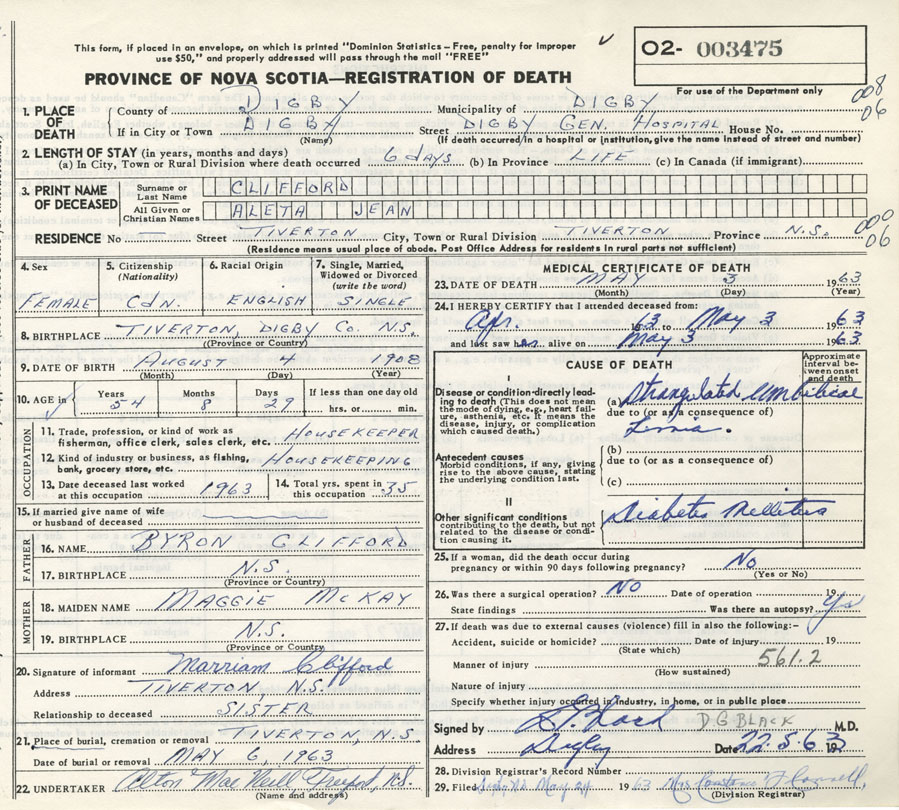 This form, if placed in an envelope, on which is printed "Dominion Statistics – Free, penalty for improper
use $50," and properly addressed will pass through the mail "FREE"
✓
O2- 003475
For use of the Department only
PROVINCE OF NOVA SCOTIA—REGISTRATION OF DEATH
008
06
1. PLACE OF DEATH
County of DIGBY Municipality of DIGBY
If in City or Town DIGBY Street DIGBY GEN. HOSPITAL House No.
(Name) (If death occurred in a hospital or institution, give the name instead of street and number)
2. LENGTH OF STAY (in years, months and days)
(a) In City, Town or Rural Division where death occurred 6 days (b) In Province LIFE (c) In Canada (if immigrant)
3. PRINT NAME OF DECEASED
Surname or Last Name CLIFFORD
All Given or Christian Names ALETA JEAN
RESIDENCE No — Street TIVERTON City, Town or Rural Division TIVERTON Province N.S.
(Residence means usual place of abode. Post Office Address for residents in rural parts not sufficient)
000
06
4. Sex FEMALE
5. Citizenship (Nationality) CdN.
6. Racial Origin ENGLISH
7. Single, Married, Widowed or Divorced (write the word) SINGLE
8. BIRTHPLACE TIVERTON, DIGBY Co. N.S.
(Province or Country)
9. DATE OF BIRTH AUGUST 4 1908
(Month) (Day) (Year)
10. AGE in Years 54 Months 8 Days 29 If less than one day old hrs. or min.
OCCUPATION
11. Trade, profession or kind of work as fisherman, office clerk, sales clerk, etc. HOUSEKEEPER
12. Kind of industry or business, as fishing, bank, grocery store, etc. HOUSEKEEPING
13. Date deceased last worked at this occupation 1963
14. Total yrs. spent in this occupation 35
15. If married give name of wife or husband of deceased
FATHER
16. NAME BYRON CLIFFORD
17. BIRTHPLACE N.S.
(Province or Country)
MOTHER
18. MAIDEN NAME MAGGIE McKAY
19. BIRTHPLACE N.S.
(Province or Country)
20. Signature of informant Marriam Clifford
Address TIVERTON, N.S.
Relationship to deceased SISTER
21. Place of burial, cremation or removal TIVERTON, N.S
Date of burial or removal MAY 6, 1963
22. UNDERTAKER Alton MacNeill Freeport, N.S.
(Name and address)
MEDICAL CERTIFICATE OF DEATH
23. DATE OF DEATH MAY 3 1963
(Month) (Day) (Year)
24. I HEREBY CERTIFY that I attended deceased from:
Apr. 63 to May 3 1963
and last saw her alive on May 3 1963
CAUSE OF DEATH
Approximate interval between onset and death
I
Disease or condition directly leading to death (This does not mean the mode of dying, e.g., heart failure, asthenia, etc. It means the disease, injury, or complication which caused death.)
(a) Strangulated umbilical
due to (or as a consequence of)
hernia.
Antecedent causes
Morbid conditions, if any, giving rise to the above cause, stating the underlying condition last.
(b)
due to (or as a consequence of)
(c)
II
Other significant conditions
contributing to the death, but not related to the disease or condition causing it.
Diabetes Mellitus
25. If a woman, did the death occur during pregnancy or within 90 days following pregnancy? No
(Yes or No)
26. Was there a surgical operation? NO Date of operation 19
State findings Was there an autopsy? Yes
27. If death was due to external causes (violence) fill in also the following:–
Accident, suicide or homicide? Date of injury 19
(State which)
Manner of injury 561.2
(How sustained)
Nature of injury
Specify whether injury occurred in industry, in home, or in public place
Signed by D G BLACK M.D.
Address Digby Date 22.5.63 19
28. Division Registrar's Record Number
29. Filed Digby NS May 24 1963 Mrs.
(Division Registrar)